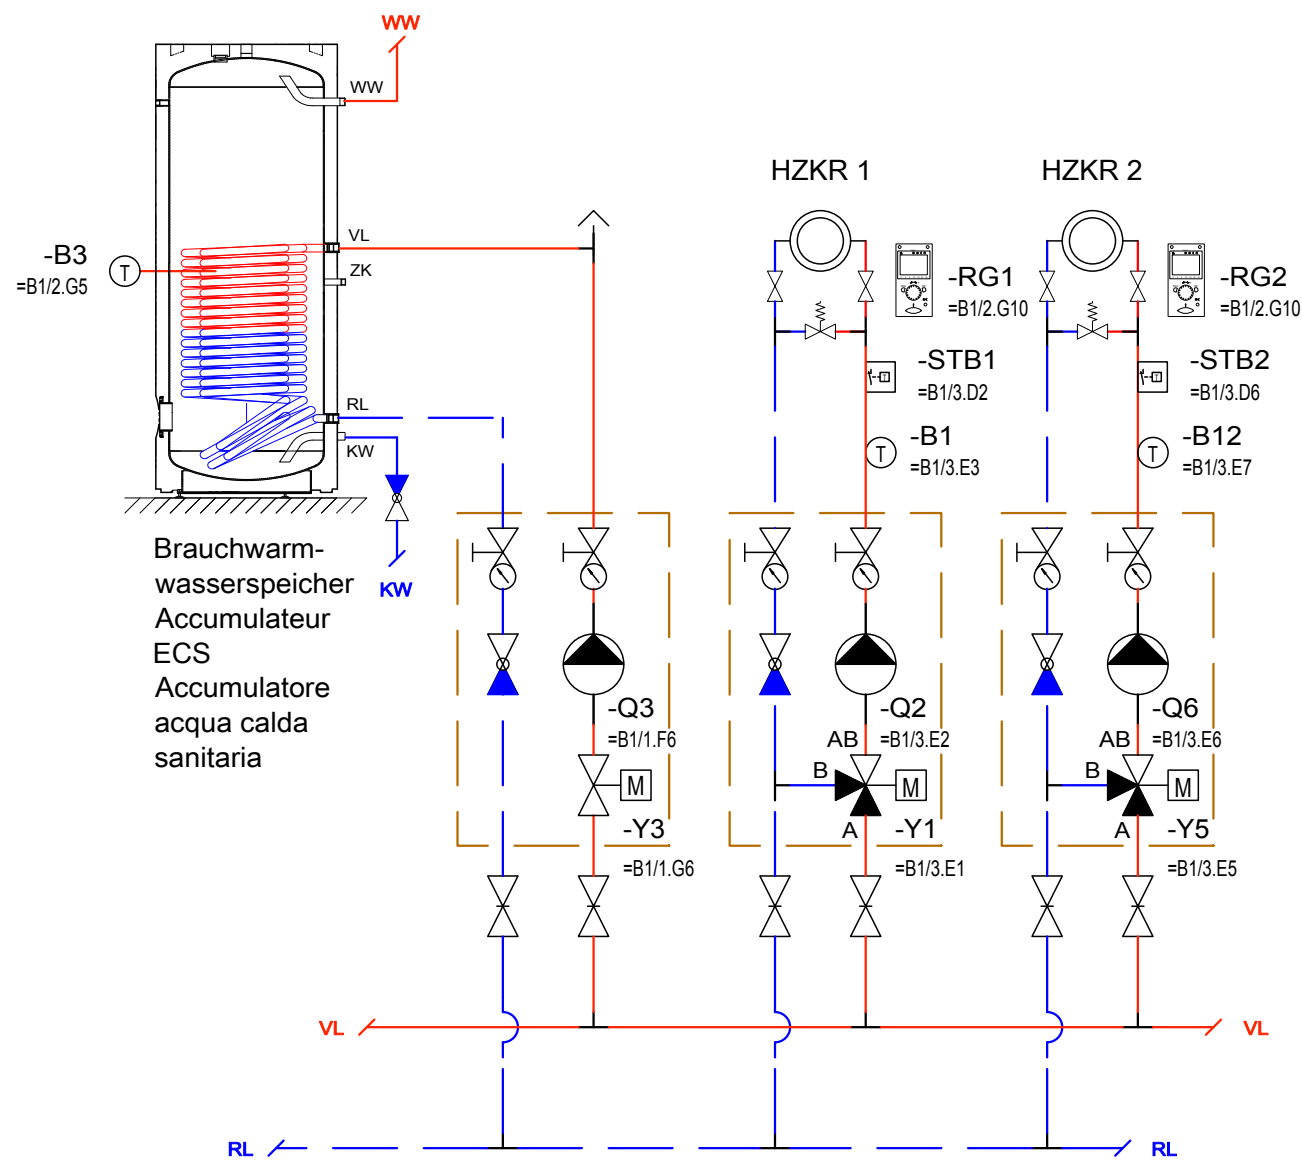 WW
WW
HZKR 1
HZKR 2
VL
-B3
T
=B1/2.G5
ZK
-RG1
=B1/2.G10
-RG2
=B1/2.G10
-STB1
=B1/3.D2
-STB2
=B1/3.D6
RL
KW
T
-B1
=B1/3.E3
T
-B12
=B1/3.E7
Brauchwarm-
wasserspeicher
Accumulateur
ECS
Accumulatore
acqua calda
sanitaria
KW
-Q3
=B1/1.F6
M
-Y3
=B1/1.G6
-Q2
AB
=B1/3.E2
B
M
A
-Y1
=B1/3.E1
-Q6
AB
=B1/3.E6
B
M
A
-Y5
=B1/3.E5
VL
VL
RL
RL